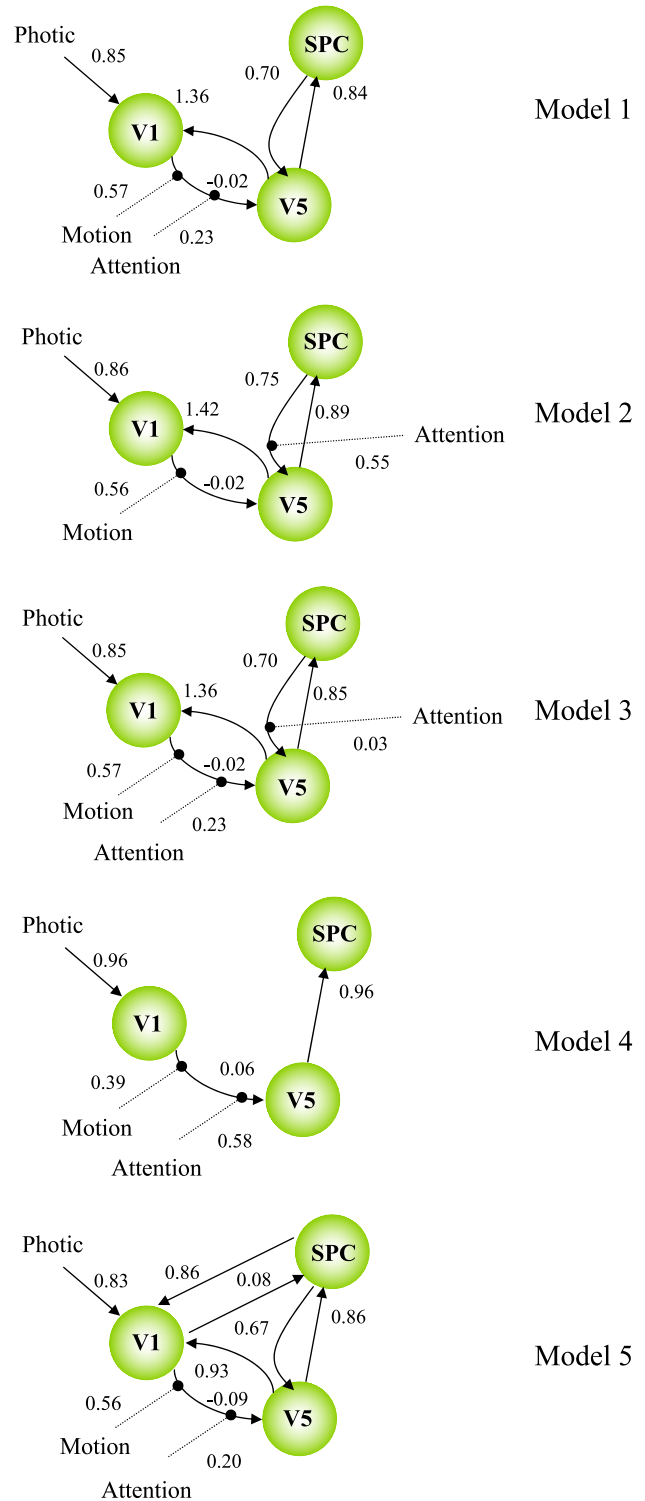 Photic
SPC
0.85
0.70
1.36
0.84
Model 1
V1
-0.02
0.57
V5
Motion
0.23
Attention
Photic
SPC
0.86
0.75
1.42
0.89
Model 2
V1
Attention
0.55
0.56
-0.02
V5
Motion
Photic
SPC
0.85
0.70
1.36
0.85
Model 3
V1
Attention
0.03
0.57
-0.02
V5
Motion
0.23
Attention
Photic
SPC
0.96
0.96
V1
Model 4
0.39
0.06
V5
Motion
0.58
Attention
Photic
SPC
0.83
0.86
0.08
0.86
V1
0.67
Model 5
0.93
0.56
-0.09
V5
Motion
0.20
Attention